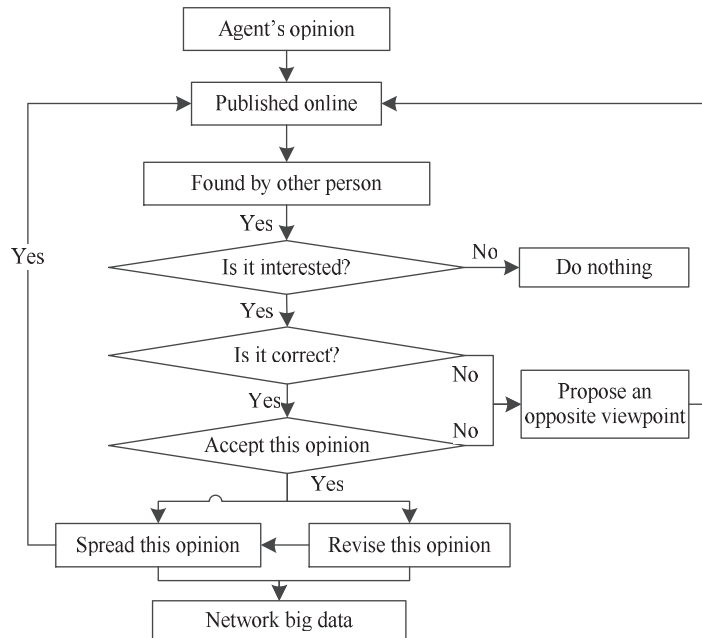 Agent's opinion
Published online
Found by other person
Yes
Yes
Is it interested?
No
Do nothing
Yes
Is it correct?
No
Propose an
opposite viewpoint
Yes
Accept this opinion
No
Yes
Spread this opinion
Revise this opinion
Network big data